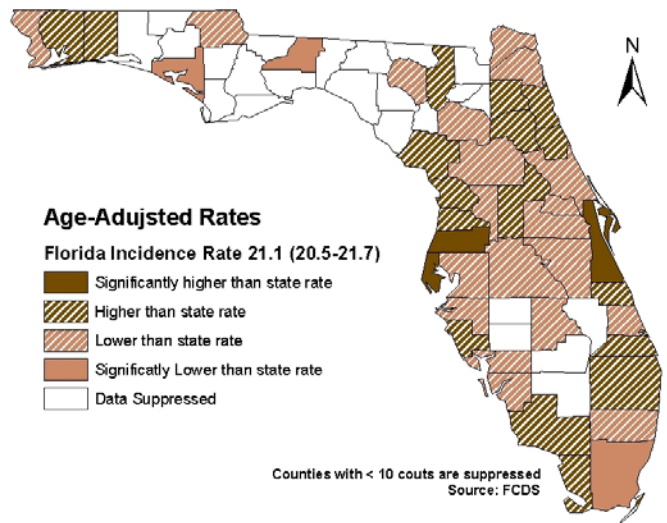 N
Age-Adujsted Rates
Florida Incidence Rate 21.1 (20.5-21.7)
Significantly higher than state rate
Higher than state rate
Lower than state rate
Significally Lower than state rate
Data Suppressed
Counties with < 10 couts are suppressed
Source: FCDS